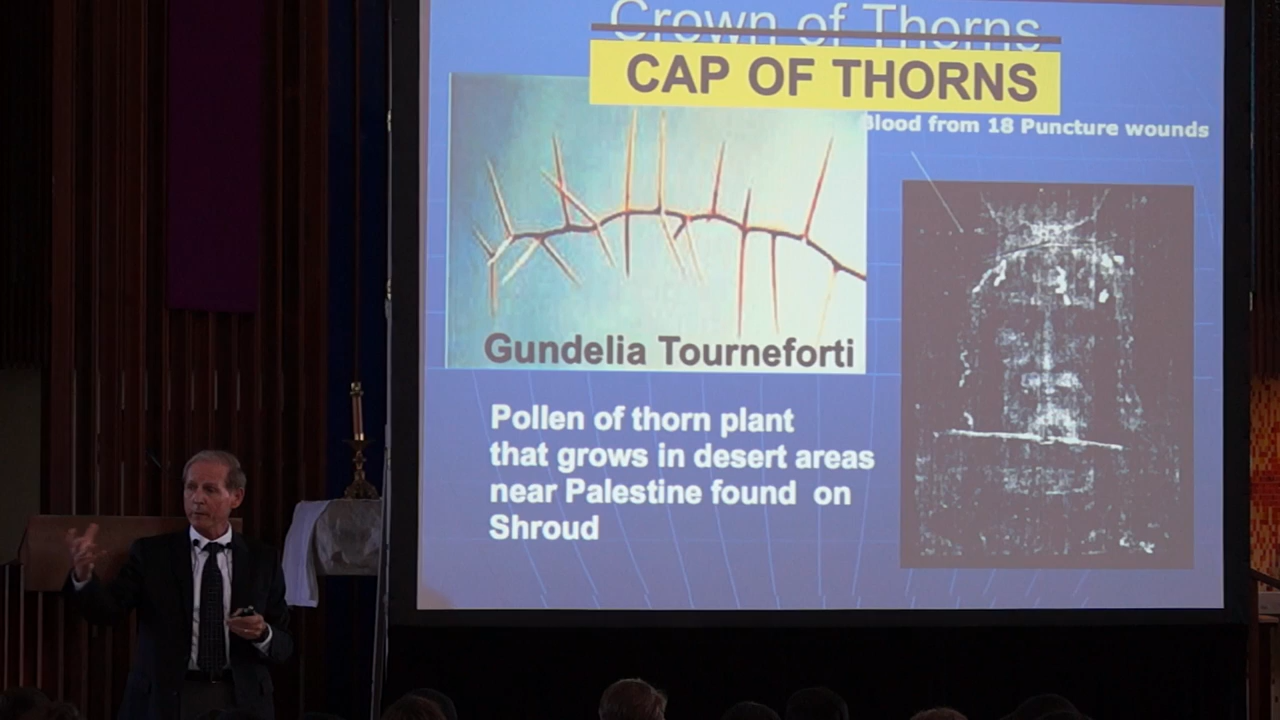 Crown of Thorns
CAP OF THORNS
Blood from 18 Puncture wounds
Gundelia Tourneforti
Pollen of thorn plant
that grows in desert areas
near Palestine found on
Shroud